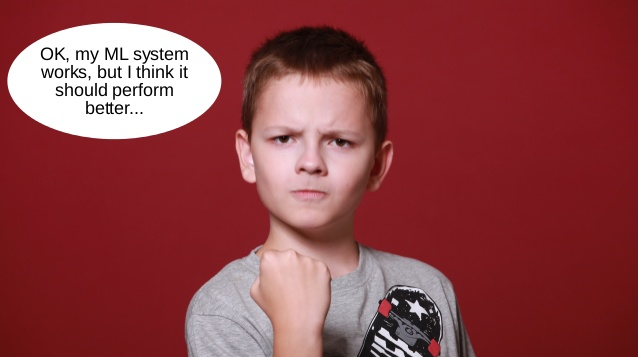 OK, my ML system
works, but I think it
should perform
better...